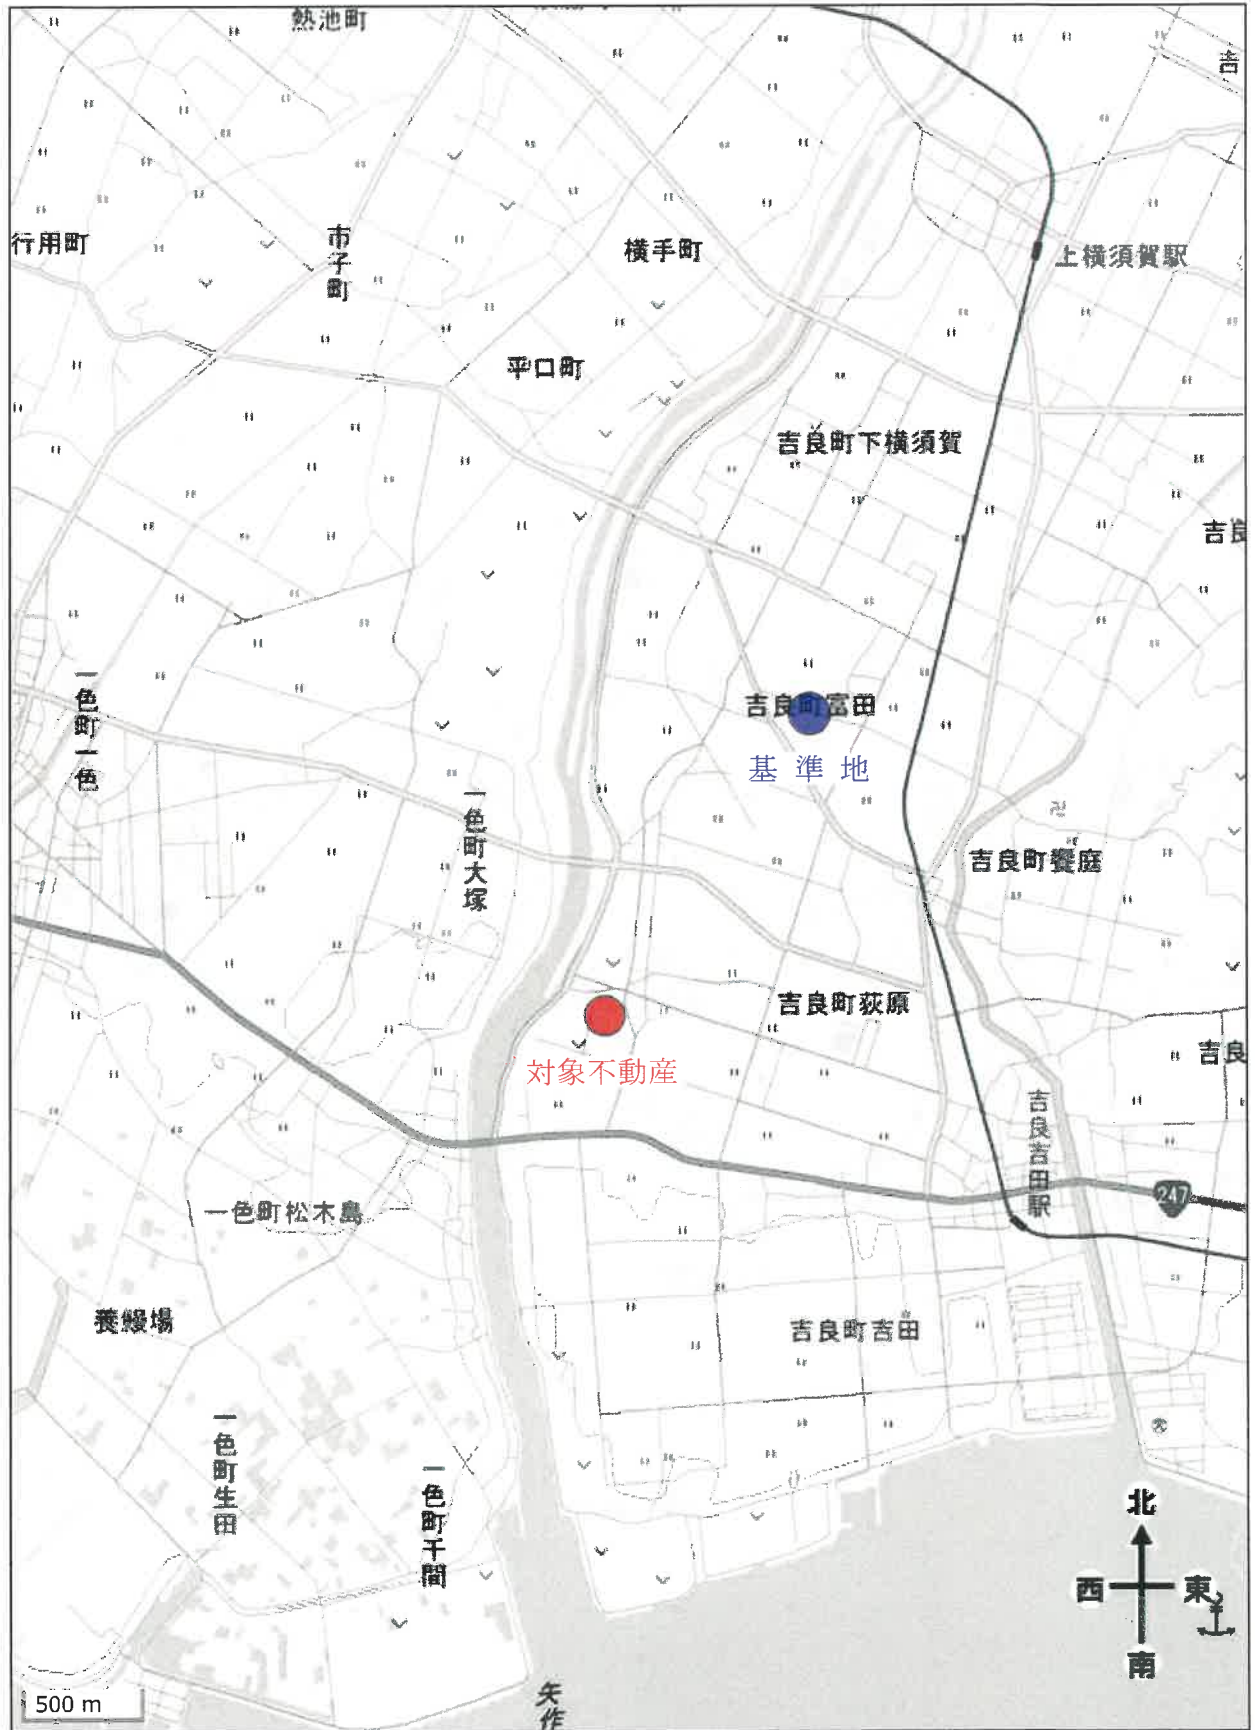 熱池町
吉
行用町
市子町
横手町
上横須賀駅
平口町
吉良町下横須賀
吉良
一色町一色
吉良町富田
基準地
一色町大塚
吉良町饗庭
吉良町荻原
対象不動産
吉良
吉良吉田駅
247
一色町松木島
養鰻場
吉良町吉田
一色町生田
一色町千間
北
西
東
南
500 m
矢作